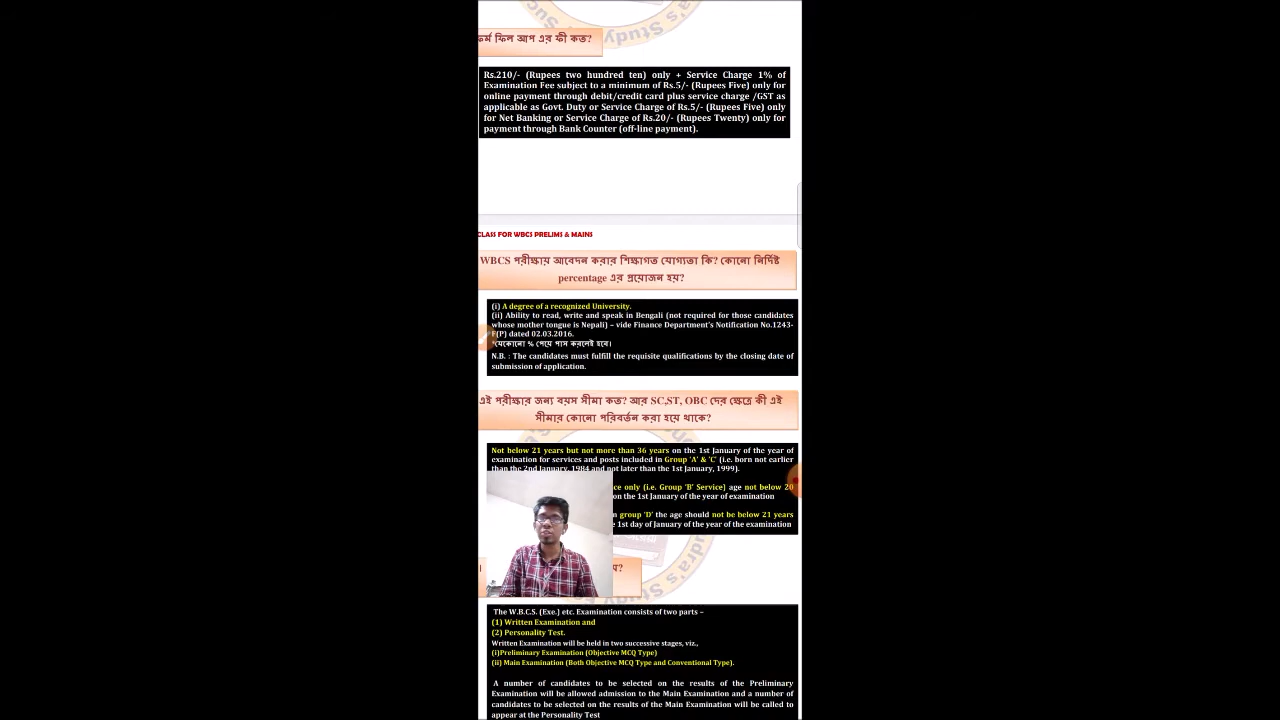 ফর্ম ফিল আপ এর ফী কত?
Rs.210/- (Rupees two hundred ten) only + Service Charge 1% of
Examination Fee subject to a minimum of Rs.5/- (Rupees Five) only for
online payment through debit/credit card plus service charge /GST as
applicable as Govt. Duty or Service Charge of Rs.5/- (Rupees Five) only
for Net Banking or Service Charge of Rs.20/- (Rupees Twenty) only for
payment through Bank Counter (off-line payment).
CLASS FOR WBCS PRELIMS & MAINS
WBCS পরীক্ষায় আবেদন করার শিক্ষাগত যোগ্যতা কি? কোনো নির্দিষ্ট
percentage এর প্রয়োজন হয়?
(i) A degree of a recognized University.
(ii) Ability to read, write and speak in Bengali (not required for those candidates
whose mother tongue is Nepali) – vide Finance Department's Notification No.1243-
F(P) dated 02.03.2016.
*যেকোনো % পেয়ে পাস করলেই হবে।
N.B. : The candidates must fulfill the requisite qualifications by the closing date of
submission of application.
এই পরীক্ষার জন্য বয়স সীমা কত? আর SC,ST, OBC দের ক্ষেত্রে কী এই
সীমার কোনো পরিবর্তন করা হয়ে থাকে?
Not below 21 years but not more than 36 years on the 1st January of the year of
examination for services and posts included in Group 'A' & 'C' (i.e. born not earlier
than the 2nd January, 1984 and not later than the 1st January, 1999).
ce only (i.e. Group 'B' Service) age not below 20
on the 1st January of the year of examination
n group 'D' the age should not be below 21 years
e 1st day of January of the year of the examination
The W.B.C.S. (Exe.) etc. Examination consists of two parts –
(1) Written Examination and
(2) Personality Test.
Written Examination will be held in two successive stages, viz.,
(i)Preliminary Examination (Objective MCQ Type)
(ii) Main Examination (Both Objective MCQ Type and Conventional Type).
A number of candidates to be selected on the results of the Preliminary
Examination will be allowed admission to the Main Examination and a number of
candidates to be selected on the results of the Main Examination will be called to
appear at the Personality Test